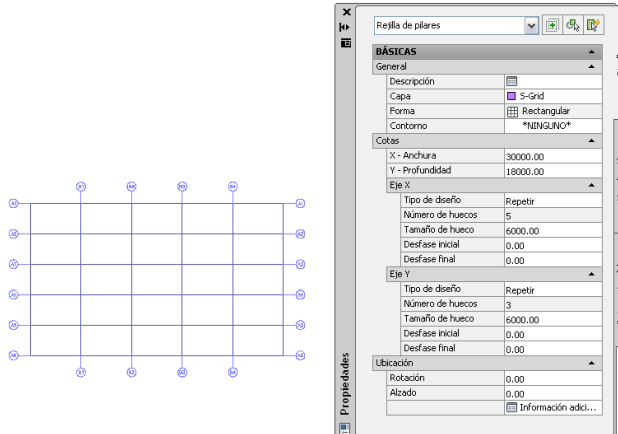 Rejilla de pilares
BÁSICAS
General
Descripción
Capa S-Grid
Forma Rectangular
Contorno *NINGUNO*
Cotas
X - Anchura 30000.00
Y - Profundidad 18000.00
Eje X
Tipo de diseño Repetir
Número de huecos 5
Tamaño de hueco 6000.00
Desfase inicial 0.00
Desfase final 0.00
Eje Y
Tipo de diseño Repetir
Número de huecos 3
Tamaño de hueco 6000.00
Desfase inicial 0.00
Desfase final 0.00
Ubicación
Rotación 0.00
Alzado 0.00
Información adici...
Propiedades